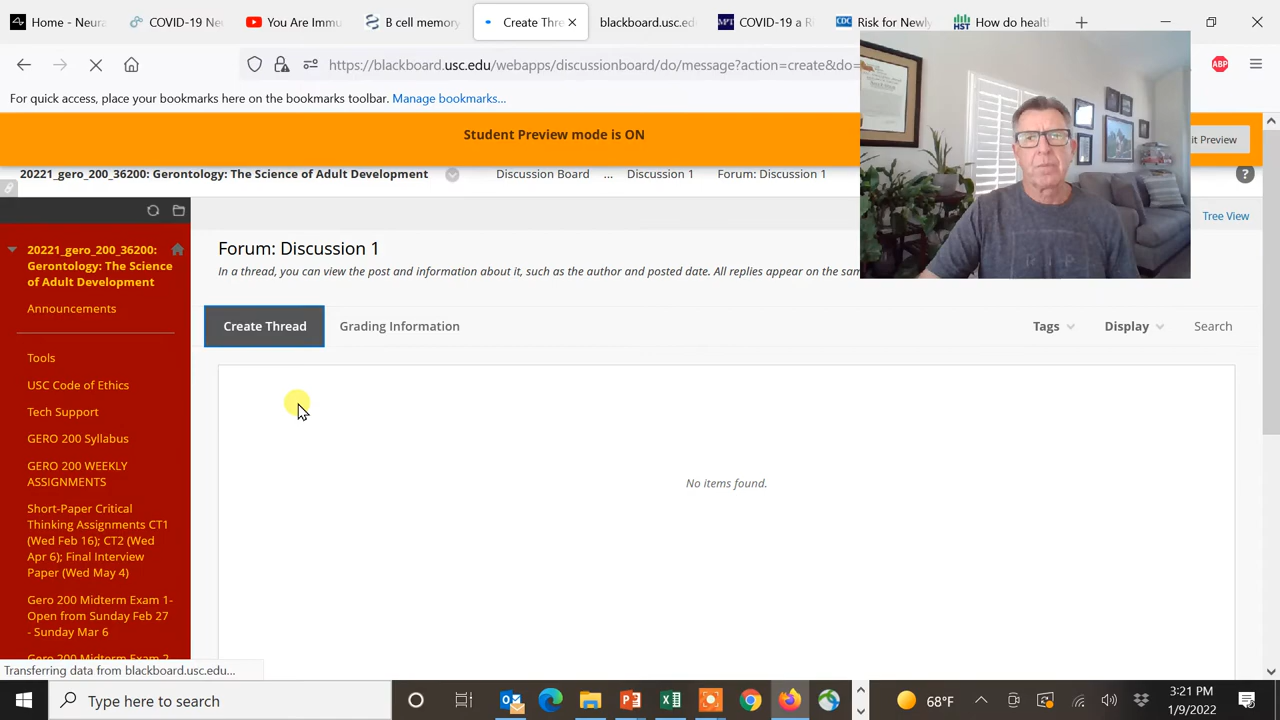 Home - Neura
COVID-19 Ne
You Are Immu
B cell memory
Create Thre
blackboard.usc.ed
COVID-19 a R
Risk for Newly
How do healt
https://blackboard.usc.edu/webapps/discussionboard/do/message?action=create&do=
ABP
For quick access, place your bookmarks here on the bookmarks toolbar. Manage bookmarks...
Student Preview mode is ON
it Preview
20221_gero_200_36200: Gerontology: The Science of Adult Development
Discussion Board
...
Discussion 1
Forum: Discussion 1
?
Tree View
20221_gero_200_36200:
Gerontology: The Science
of Adult Development
Announcements
Tools
USC Code of Ethics
Tech Support
GERO 200 Syllabus
GERO 200 WEEKLY
ASSIGNMENTS
Short-Paper Critical
Thinking Assignments CT1
(Wed Feb 16); CT2 (Wed
Apr 6); Final Interview
Paper (Wed May 4)
Gero 200 Midterm Exam 1-
Open from Sunday Feb 27
- Sunday Mar 6
Gero 200 Midterm Exam 2
Forum: Discussion 1
In a thread, you can view the post and information about it, such as the author and posted date. All replies appear on the sam
Create Thread
Grading Information
Tags
Display
Search
No items found.
Transferring data from blackboard.usc.edu...
Type here to search
68°F
3:21 PM
1/9/2022